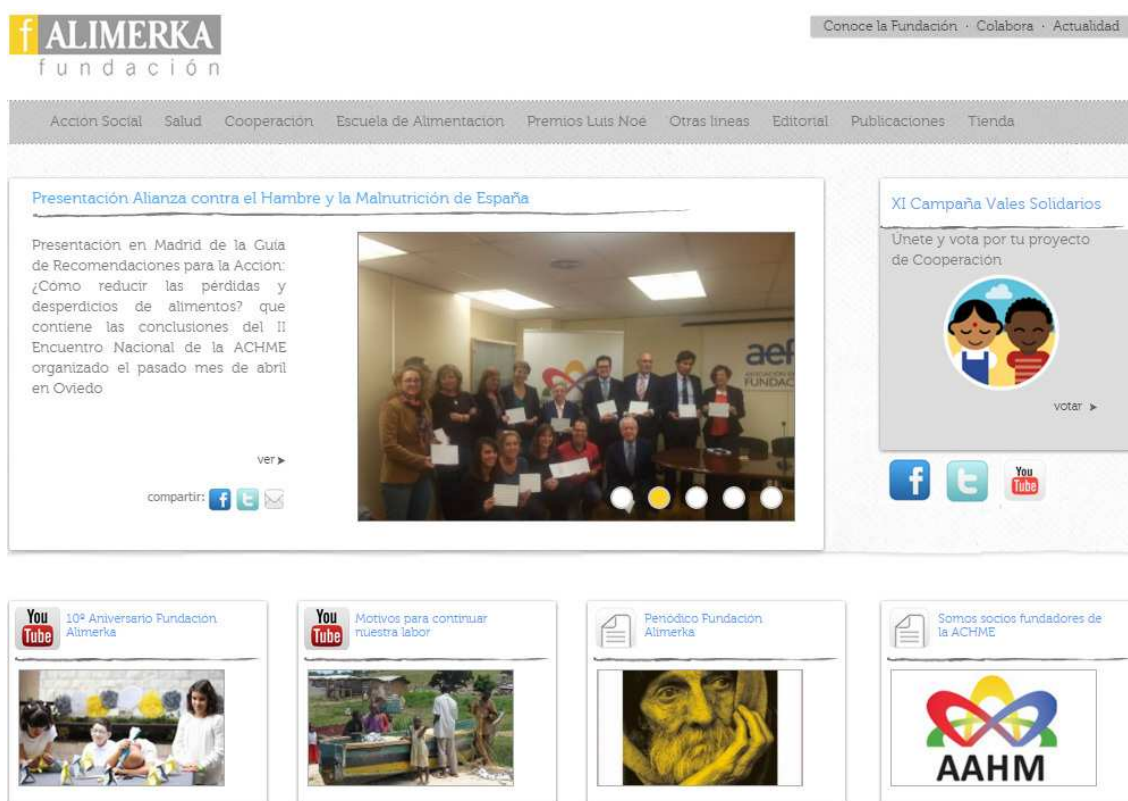 f ALIMERKA
fundación
Conoce la Fundación · Colabora · Actualidad
Acción Social Salud Cooperación Escuela de Alimentación Premios Luis Noé Otras líneas Editorial Publicaciones Tienda
Presentación Alianza contra el Hambre y la Malnutrición de España
Presentación en Madrid de la Guía
de Recomendaciones para la Acción:
¿Cómo reducir las pérdidas y
desperdicios de alimentos? que
contiene las conclusiones del II
Encuentro Nacional de la ACHME
organizado el pasado mes de abril
en Oviedo
ver
compartir:
aef
FUNDAC
XI Campaña Vales Solidarios
Únete y vota por tu proyecto
de Cooperación
votar
You
Tube
You
Tube
10º Aniversario Fundación
Alimerka
You
Tube
Motivos para continuar
nuestra labor
Periódico Fundación
Alimerka
Somos socios fundadores de
la ACHME
AAHM